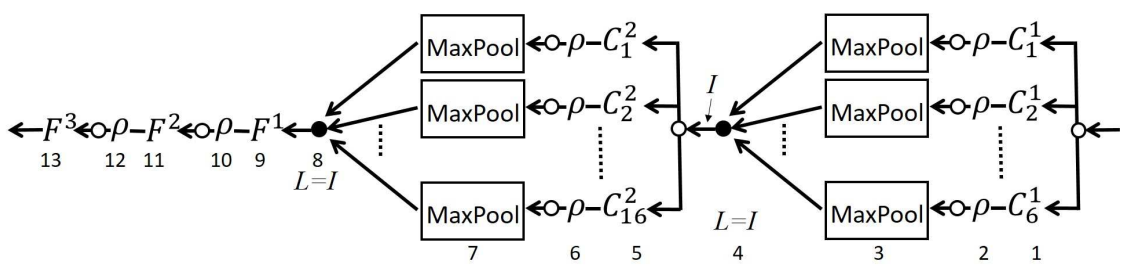 MaxPool ρ C₁² MaxPool ρ C₁¹
I
MaxPool ρ C₂² MaxPool ρ C₂¹
F³ ρ F² ρ F¹
13 12 11 10 9 8
L=I
MaxPool ρ C₁₆² L=I MaxPool ρ C₆¹
7 6 5 4 3 2 1